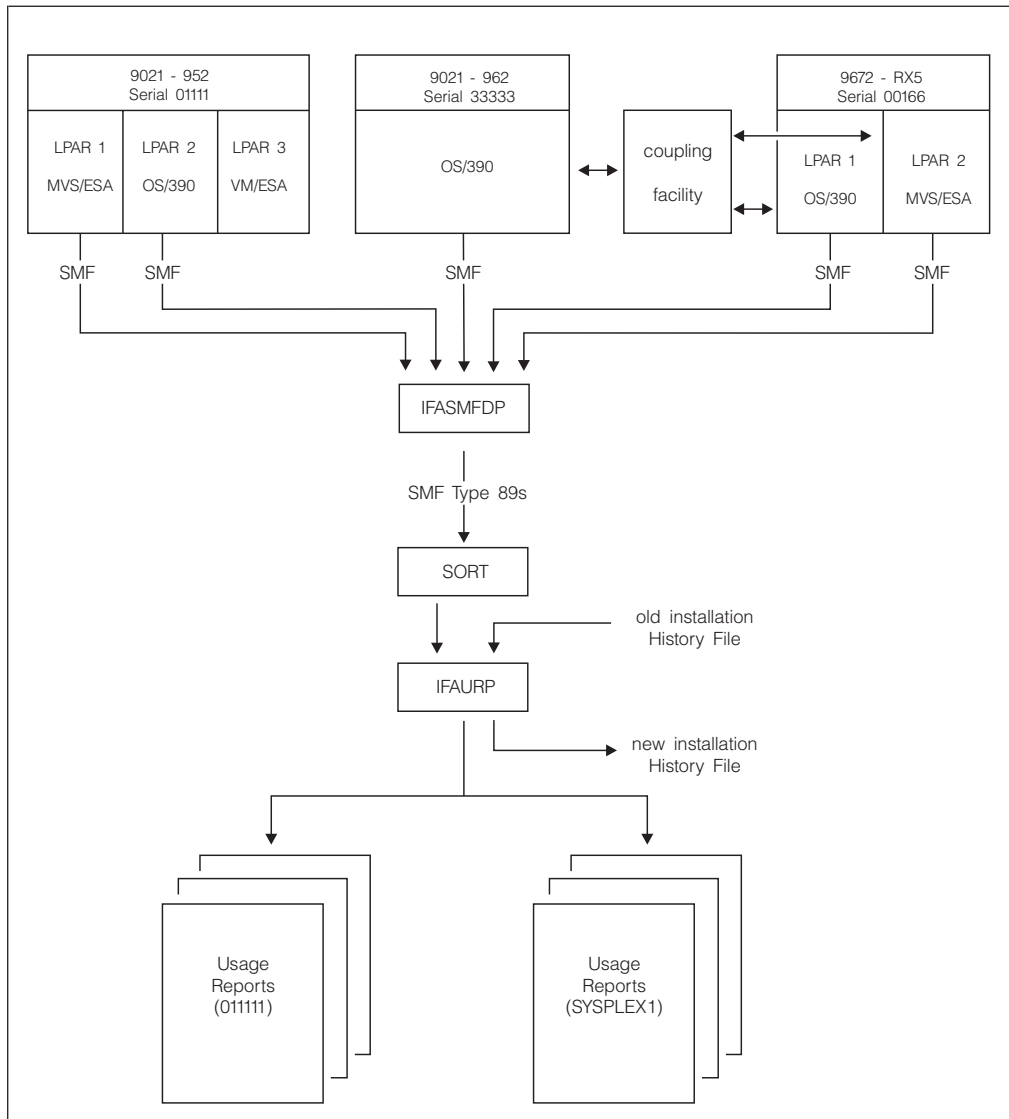 9021 - 952
Serial 01111
9021 - 962
Serial 33333
9672 - RX5
Serial 00166
LPAR 1
MVS/ESA
LPAR 2
OS/390
LPAR 3
VM/ESA
OS/390
coupling
facility
LPAR 1
OS/390
LPAR 2
MVS/ESA
SMF
SMF
SMF
SMF
SMF
IFASMFDP
SMF Type 89s
SORT
old installation
History File
IFAURP
new installation
History File
Usage
Reports
(011111)
Usage
Reports
(SYSPLEX1)